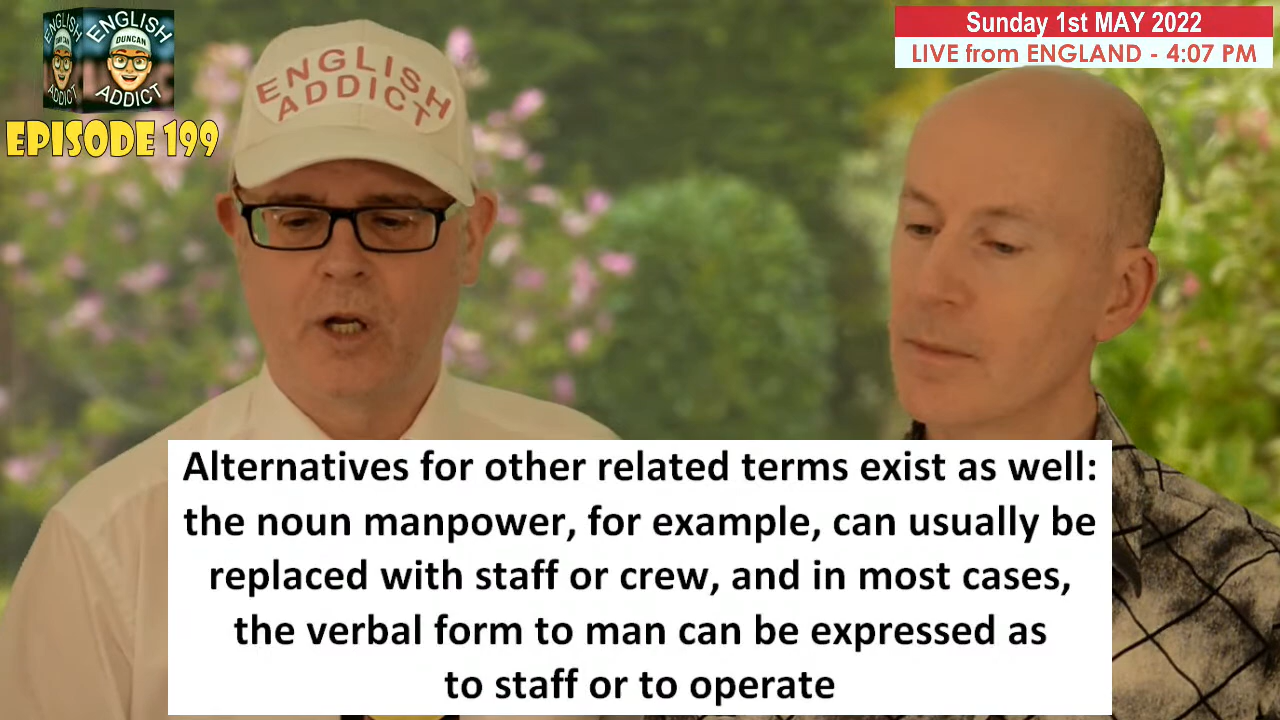 ENGLISH
ADDICT
ENGLISH
DUNCAN
ADDICT
EPISODE 199
ENGLISH
ADDICT
Sunday 1st MAY 2022
LIVE from ENGLAND - 4:07 PM
Alternatives for other related terms exist as well:
the noun manpower, for example, can usually be
replaced with staff or crew, and in most cases,
the verbal form to man can be expressed as
to staff or to operate